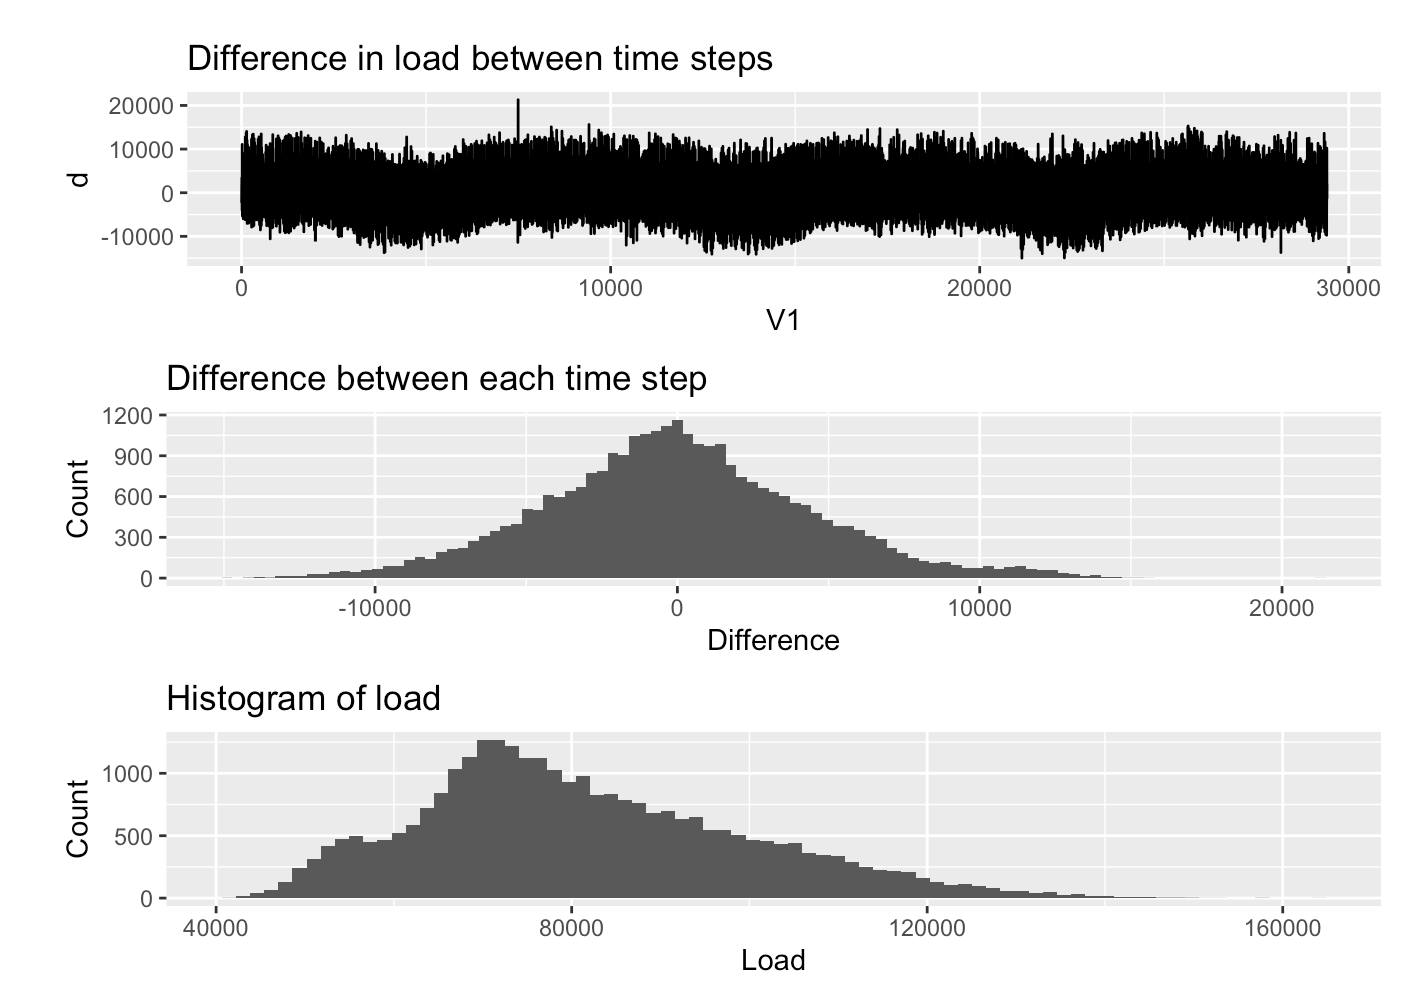 Difference in load between time steps
20000
10000
0
-10000
d
0 10000 20000 30000
V1
Difference between each time step
1200
900
600
300
0
Count
-10000 0 10000 20000
Difference
Histogram of load
1000
500
0
Count
40000 80000 120000 160000
Load